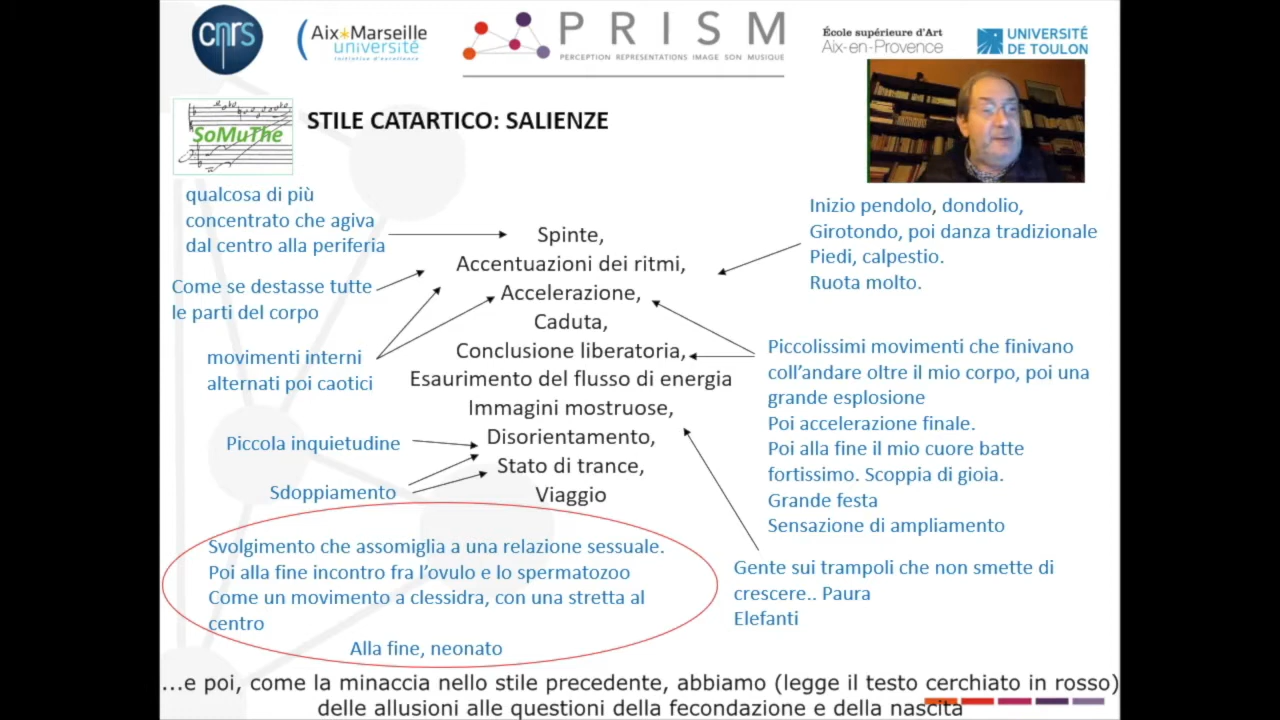 cnrs
Aix*Marseille
université
Initiative d'excellence
PRISM
PERCEPTION REPRESENTATIONS IMAGE SON MUSIQUE
École supérieure d'Art
Aix-en-Provence
UNIVERSITÉ
DE TOULON
SoMuThe
STILE CATARTICO: SALIENZE
qualcosa di più
concentrato che agiva
dal centro alla periferia
Come se destasse tutte
le parti del corpo
movimenti interni
alternati poi caotici
Piccola inquietudine
Sdoppiamento
Spinte,
Accentuazioni dei ritmi,
Accelerazione,
Caduta,
Conclusione liberatoria,
Esaurimento del flusso di energia
Immagini mostruose,
Disorientamento,
Stato di trance,
Viaggio
Inizio pendolo, dondolio,
Girotondo, poi danza tradizionale
Piedi, calpestio.
Ruota molto.
Piccolissimi movimenti che finivano
coll'andare oltre il mio corpo, poi una
grande esplosione
Poi accelerazione finale.
Poi alla fine il mio cuore batte
fortissimo. Scoppia di gioia.
Grande festa
Sensazione di ampliamento
Gente sui trampoli che non smette di
crescere.. Paura
Elefanti
Svolgimento che assomiglia a una relazione sessuale.
Poi alla fine incontro fra l'ovulo e lo spermatozoo
Come un movimento a clessidra, con una stretta al
centro
Alla fine, neonato
...e poi, come la minaccia nello stile precedente, abbiamo (legge il testo cerchiato in rosso)
delle allusioni alle questioni della fecondazione e della nascita